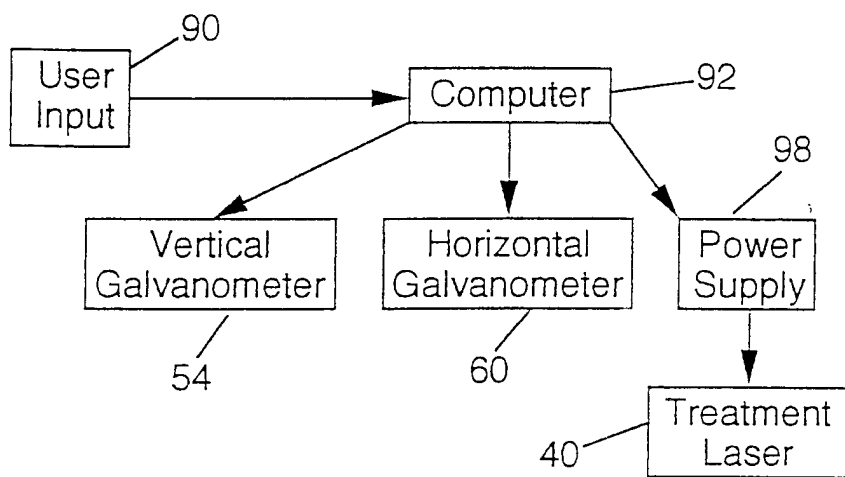 90
User
Input
Computer
92
98
Vertical
Galvanometer
Horizontal
Galvanometer
Power
Supply
54
60
Treatment
Laser
40